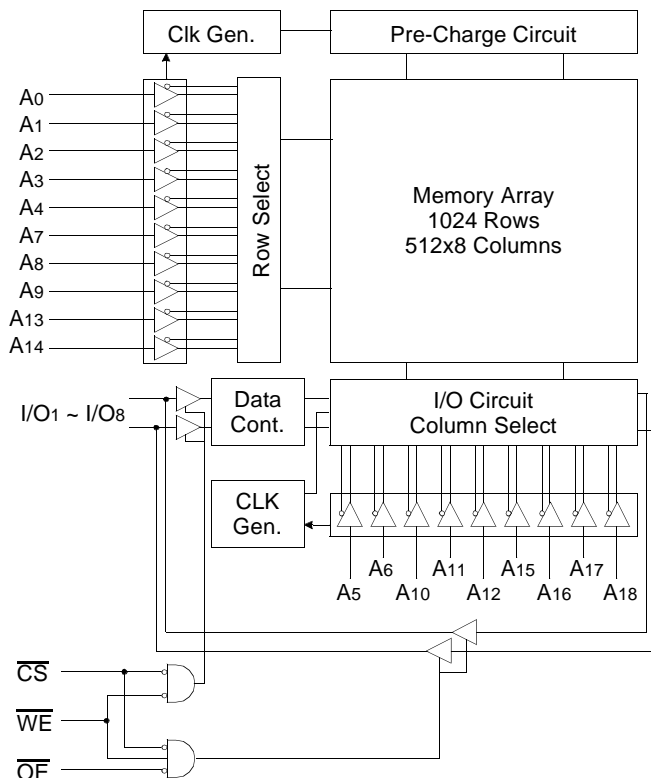 Clk Gen.
Pre-Charge Circuit
A0
A1
A2
A3
A4
A7
A8
A9
A13
A14
Row Select
Memory Array
1024 Rows
512x8 Columns
I/O1 ~ I/O8
Data
Cont.
I/O Circuit
Column Select
CLK
Gen.
A5
A6
A10
A11
A12
A15
A16
A17
A18
CS
WE
OE